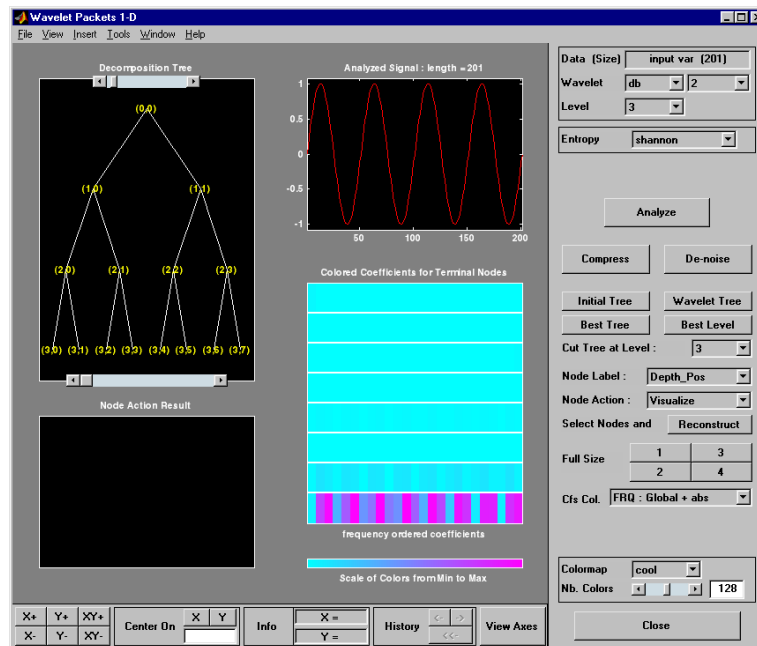 Wavelet Packets 1-D
File View Insert Tools Window Help
Decomposition Tree
(0,0)
(1,0) (1,1)
(2,0) (2,1) (2,2) (2,3)
(3,0) (3,1) (3,2) (3,3) (3,4) (3,5) (3,6) (3,7)
Node Action Result
Analyzed Signal : length = 201
1
0.5
0
-0.5
-1
50 100 150 200
Colored Coefficients for Terminal Nodes
frequency ordered coefficients
Scale of Colors from Min to Max
Data (Size) input var (201)
Wavelet db 2
Level 3
Entropy shannon
Analyze
Compress De-noise
Initial Tree Wavelet Tree
Best Tree Best Level
Cut Tree at Level : 3
Node Label : Depth_Pos
Node Action : Visualize
Select Nodes and Reconstruct
Full Size 1 3
2 4
Cfs Col. FRQ : Global + abs
Colormap cool
Nb. Colors 128
Close
X+ Y+ XY+
X- Y- XY-
Center On X Y
Info X =
Y =
History <- ->
<<-
View Axes